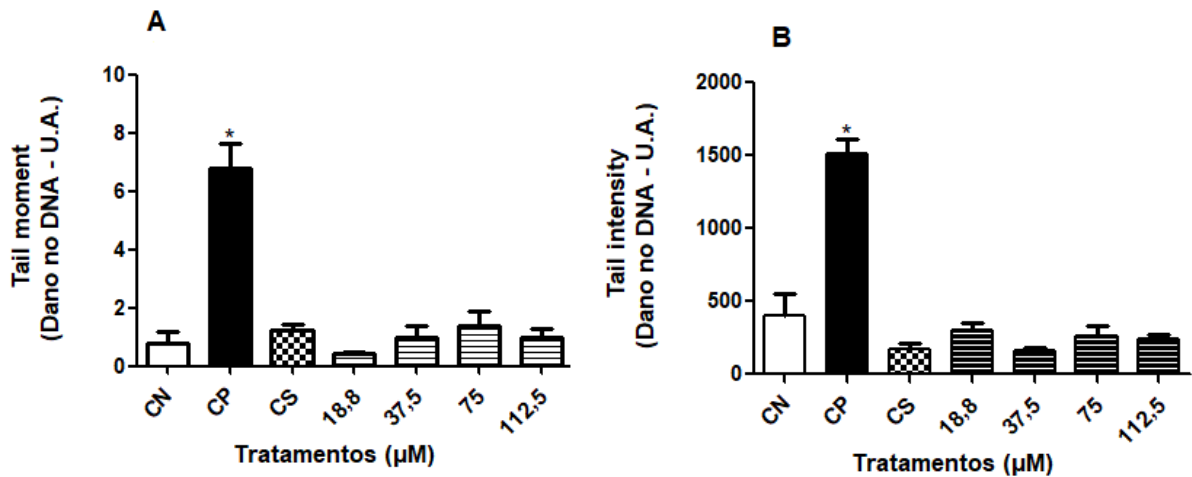 A
Tail moment
(Dano no DNA - U.A.)
10
8
6
4
2
0
*
CN
CP
CS
18,8
37,5
75
112,5
Tratamentos (µM)
B
Tail intensity
(Dano no DNA - U.A.)
2000
1500
1000
500
0
*
CN
CP
CS
18,8
37,5
75
112,5
Tratamentos (µM)